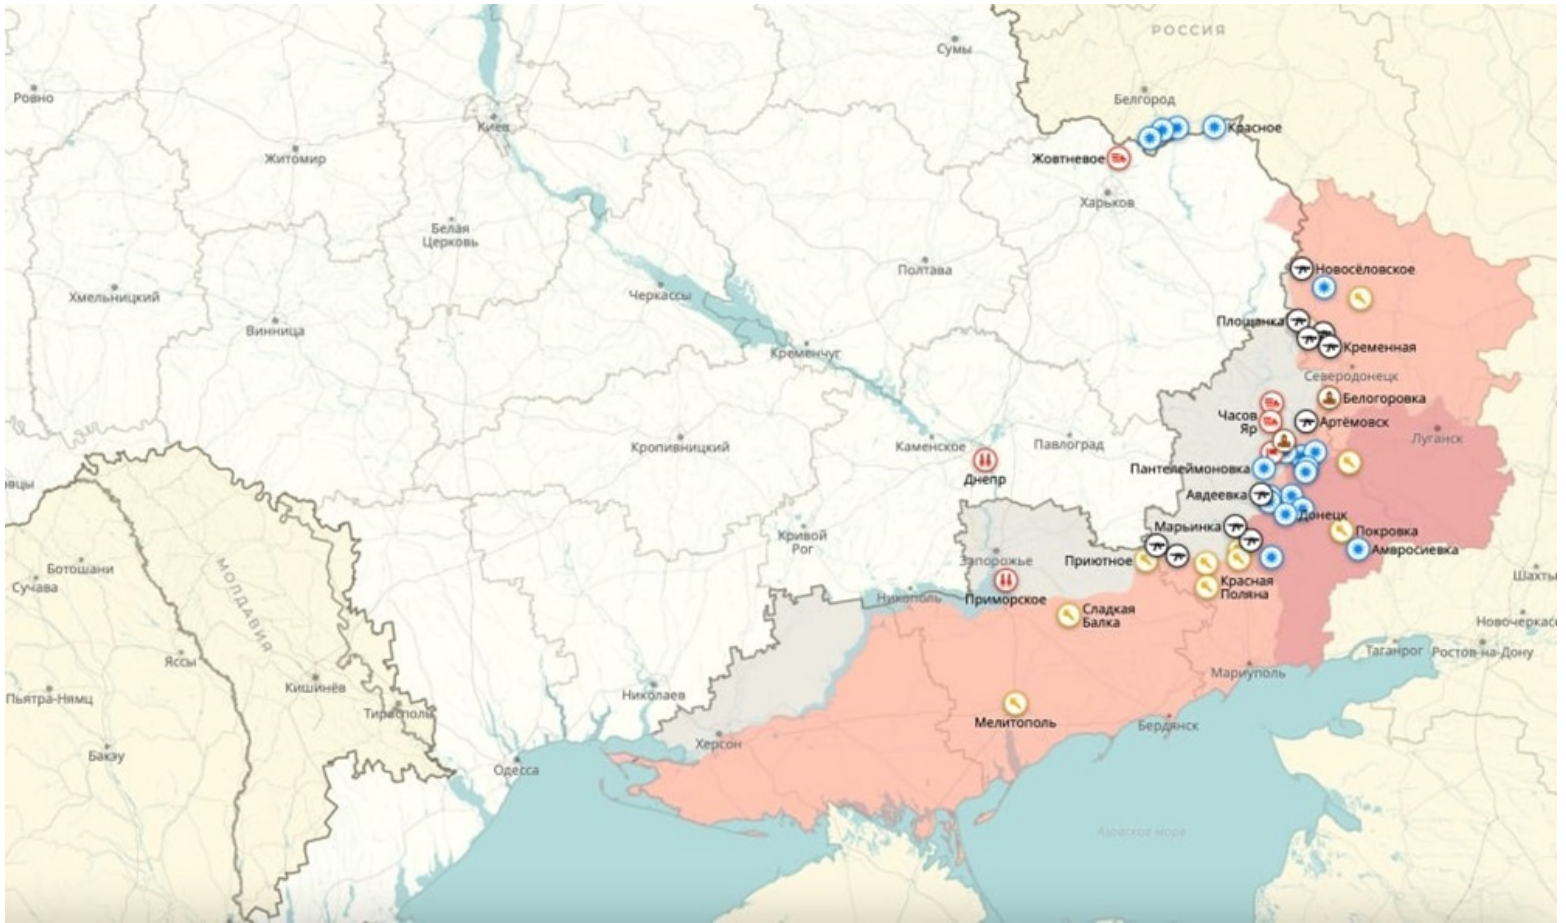 РОССИЯ
Сумы
Белгород
Ровно
Киев
Красное
Житомир
Жовтневое
Харьков
Белая
Церковь
Полтава
Новосёловское
Хмельницкий
Черкассы
Винница
Площанка
Кременчуг
Кременная
Северодонецк
Белогоровка
Часов
Яр
Артёмовск
Кропивницкий
Каменское
Павлоград
Луганск
Пантелеймоновка
Днепр
Авдеевка
Донецк
Марьинка
Покровка
Кривой
Рог
Амвросиевка
Запорожье
Приютное
Ботошани
Сучава
МОЛДАВИЯ
Красная
Поляна
Шахты
Приморское
Никополь
Сладкая
Балка
Новочеркасс
Таганрог
Ростов-на-Дону
Яссы
Мариуполь
Кишинёв
Пьятра-Нямц
Николаев
Тирасполь
Мелитополь
Бердянск
Херсон
Бакэу
Одесса
Азовское море